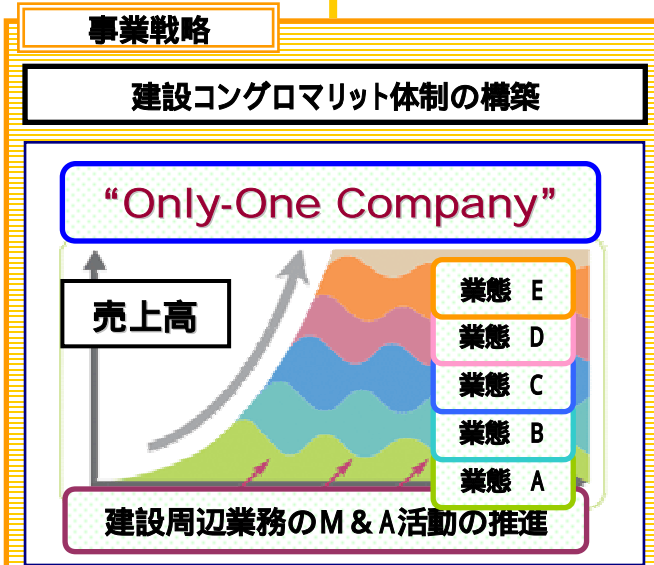 事業戦略
建設コングロマリット体制の構築
“Only-One Company”
売上高
業態 E
業態 D
業態 C
業態 B
業態 A
建設周辺業務のM&A活動の推進